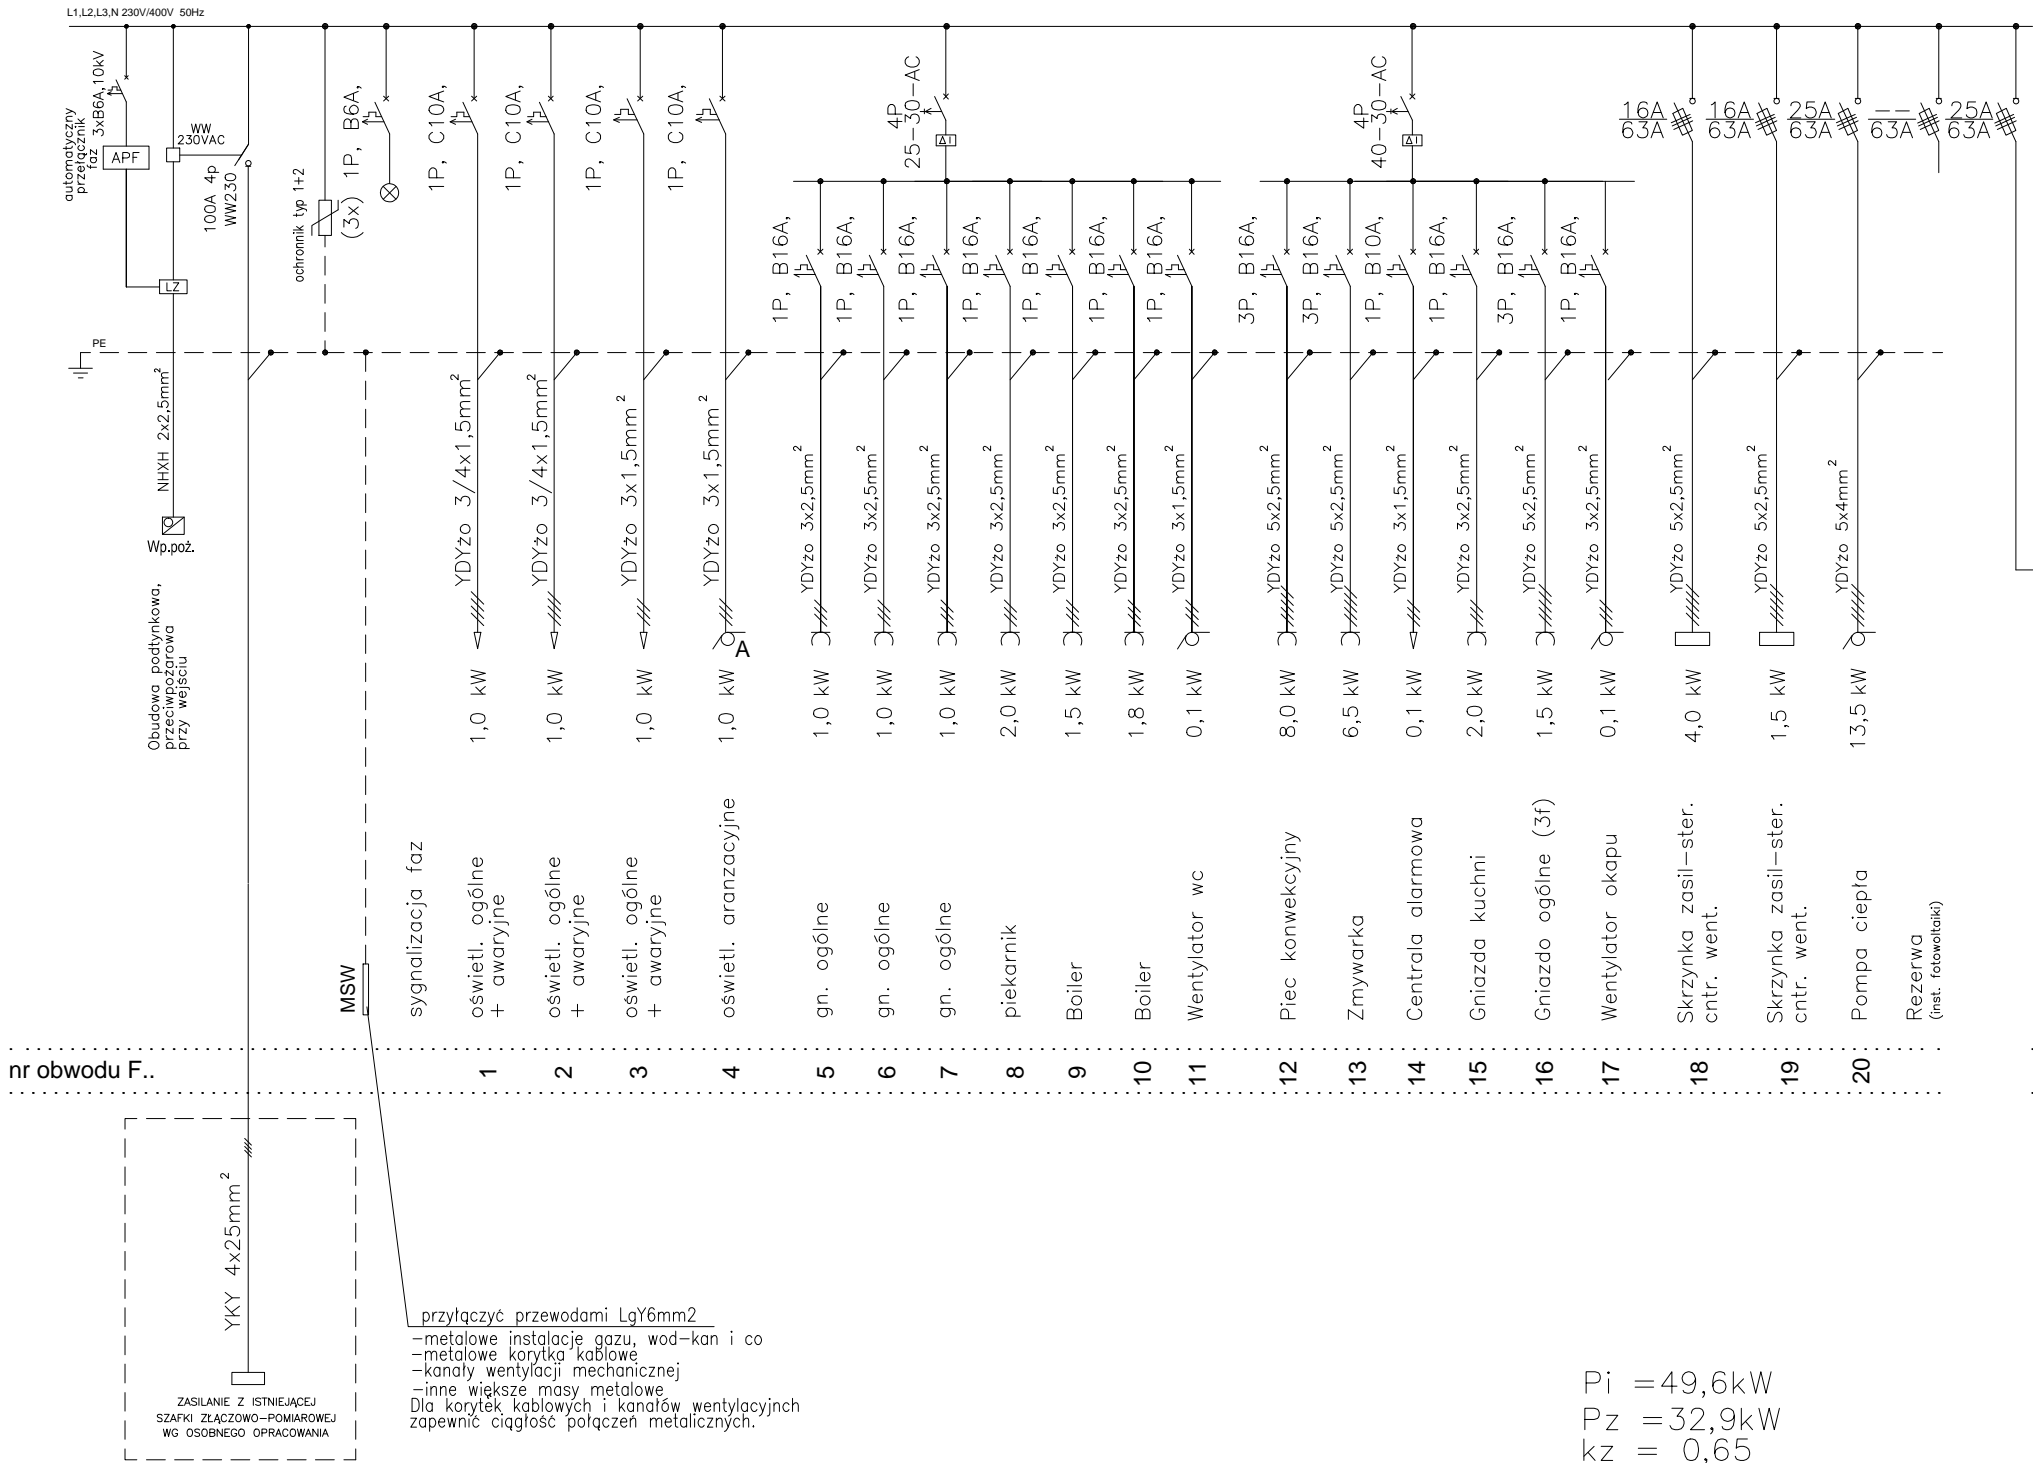 L1,L2,L3,N 230V/400V 50Hz
automatyczny
przełącznik
faz 3xB6A,10kV
APF
WW
230VAC
100A 4p
WW230
LZ
ochronnik typ 1+2
(3x) 1P, B6A,
1P, C10A,
1P, C10A,
1P, C10A,
1P, C10A,
4P
25-30-AC
ΔI
4P
40-30-AC
ΔI
16A
63A
16A
63A
25A
63A
--
63A
25A
63A
1P, B16A,
1P, B16A,
1P, B16A,
1P, B16A,
1P, B16A,
1P, B16A,
1P, B16A,
3P, B16A,
3P, B16A,
1P, B10A,
1P, B16A,
3P, B16A,
1P, B16A,
PE
NHXH 2x2,5mm²
Wp.poż.
Obudowa podtynkowa,
przeciwpożarowa
przy wejściu
YDYżo 3/4x1,5mm²
YDYżo 3/4x1,5mm²
YDYżo 3x1,5mm²
YDYżo 3x1,5mm²
YDYżo 3x2,5mm²
YDYżo 3x2,5mm²
YDYżo 3x2,5mm²
YDYżo 3x2,5mm²
YDYżo 3x2,5mm²
YDYżo 3x2,5mm²
YDYżo 3x1,5mm²
YDYżo 5x2,5mm²
YDYżo 5x2,5mm²
YDYżo 3x1,5mm²
YDYżo 3x2,5mm²
YDYżo 5x2,5mm²
YDYżo 3x2,5mm²
YDYżo 5x2,5mm²
YDYżo 5x2,5mm²
YDYżo 5x4mm²
A
1,0 kW
1,0 kW
1,0 kW
1,0 kW
1,0 kW
1,0 kW
1,0 kW
2,0 kW
1,5 kW
1,8 kW
0,1 kW
8,0 kW
6,5 kW
0,1 kW
2,0 kW
1,5 kW
0,1 kW
4,0 kW
1,5 kW
13,5 kW
MSW
sygnalizacja faz
oświetl. ogólne
+ awaryjne
oświetl. ogólne
+ awaryjne
oświetl. ogólne
+ awaryjne
oświetl. aranzacyjne
gn. ogólne
gn. ogólne
gn. ogólne
piekarnik
Boiler
Boiler
Wentylator wc
Piec konwekcyjny
Zmywarka
Centrala alarmowa
Gniazda kuchni
Gniazdo ogólne (3f)
Wentylator okapu
Skrzynka zasil-ster.
cntr. went.
Skrzynka zasil-ster.
cntr. went.
Pompa ciepła
Rezerwa
(inst. fotowoltaiki)
nr obwodu F.. 1 2 3 4 5 6 7 8 9 10 11 12 13 14 15 16 17 18 19 20
YKY 4x25mm²
ZASILANIE Z ISTNIEJĄCEJ
SZAFKI ZŁĄCZOWO-POMIAROWEJ
WG OSOBNEGO OPRACOWANIA
przyłączyć przewodami LgY6mm2
-metalowe instalacje gazu, wod-kan i co
-metalowe korytka kablowe
-kanały wentylacji mechanicznej
-inne większe masy metalowe
Dla korytek kablowych i kanałów wentylacyjnch
zapewnić ciągłość połączeń metalicznych.
Pi =49,6kW
Pz =32,9kW
kz = 0,65